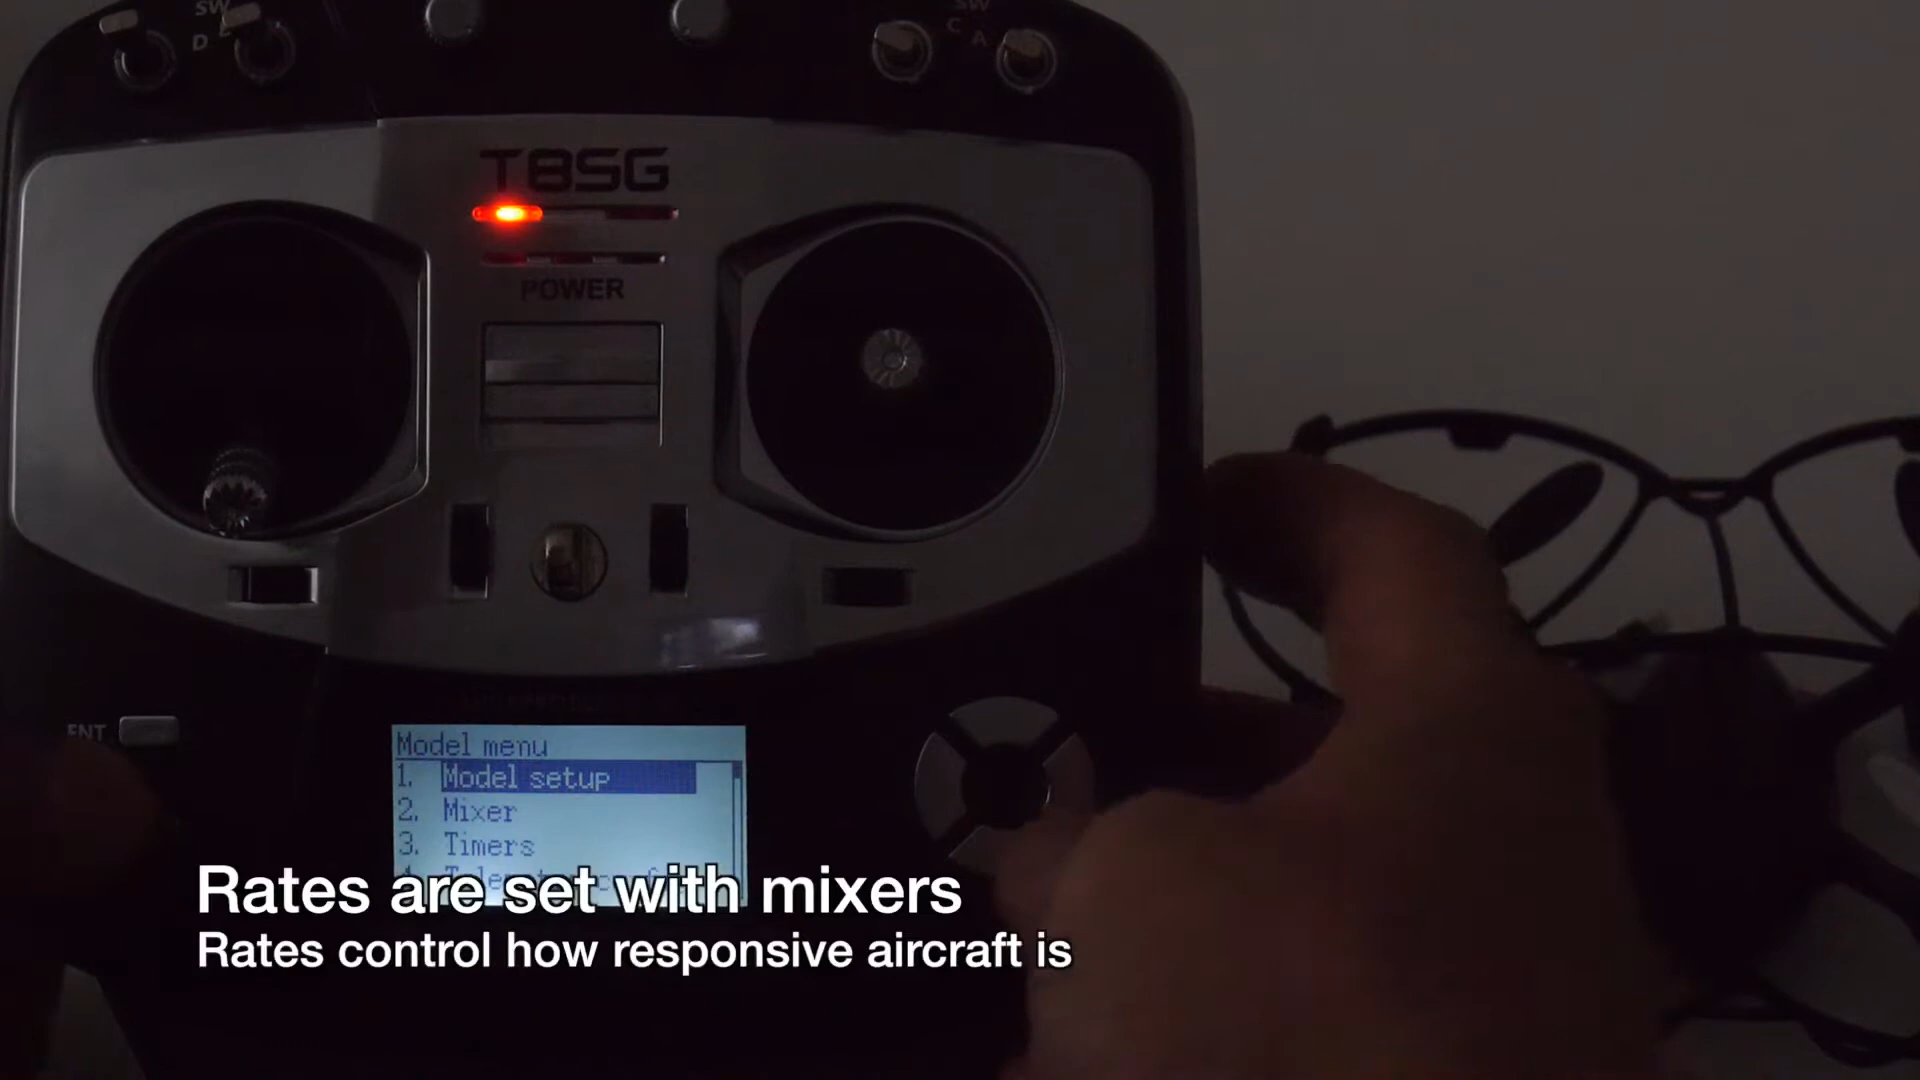 SW
SW
D
E
C
A
T8SG
POWER
ENT
Model menu
1. Model setup
2. Mixer
3. Timers
Rates are set with mixers
Rates control how responsive aircraft is